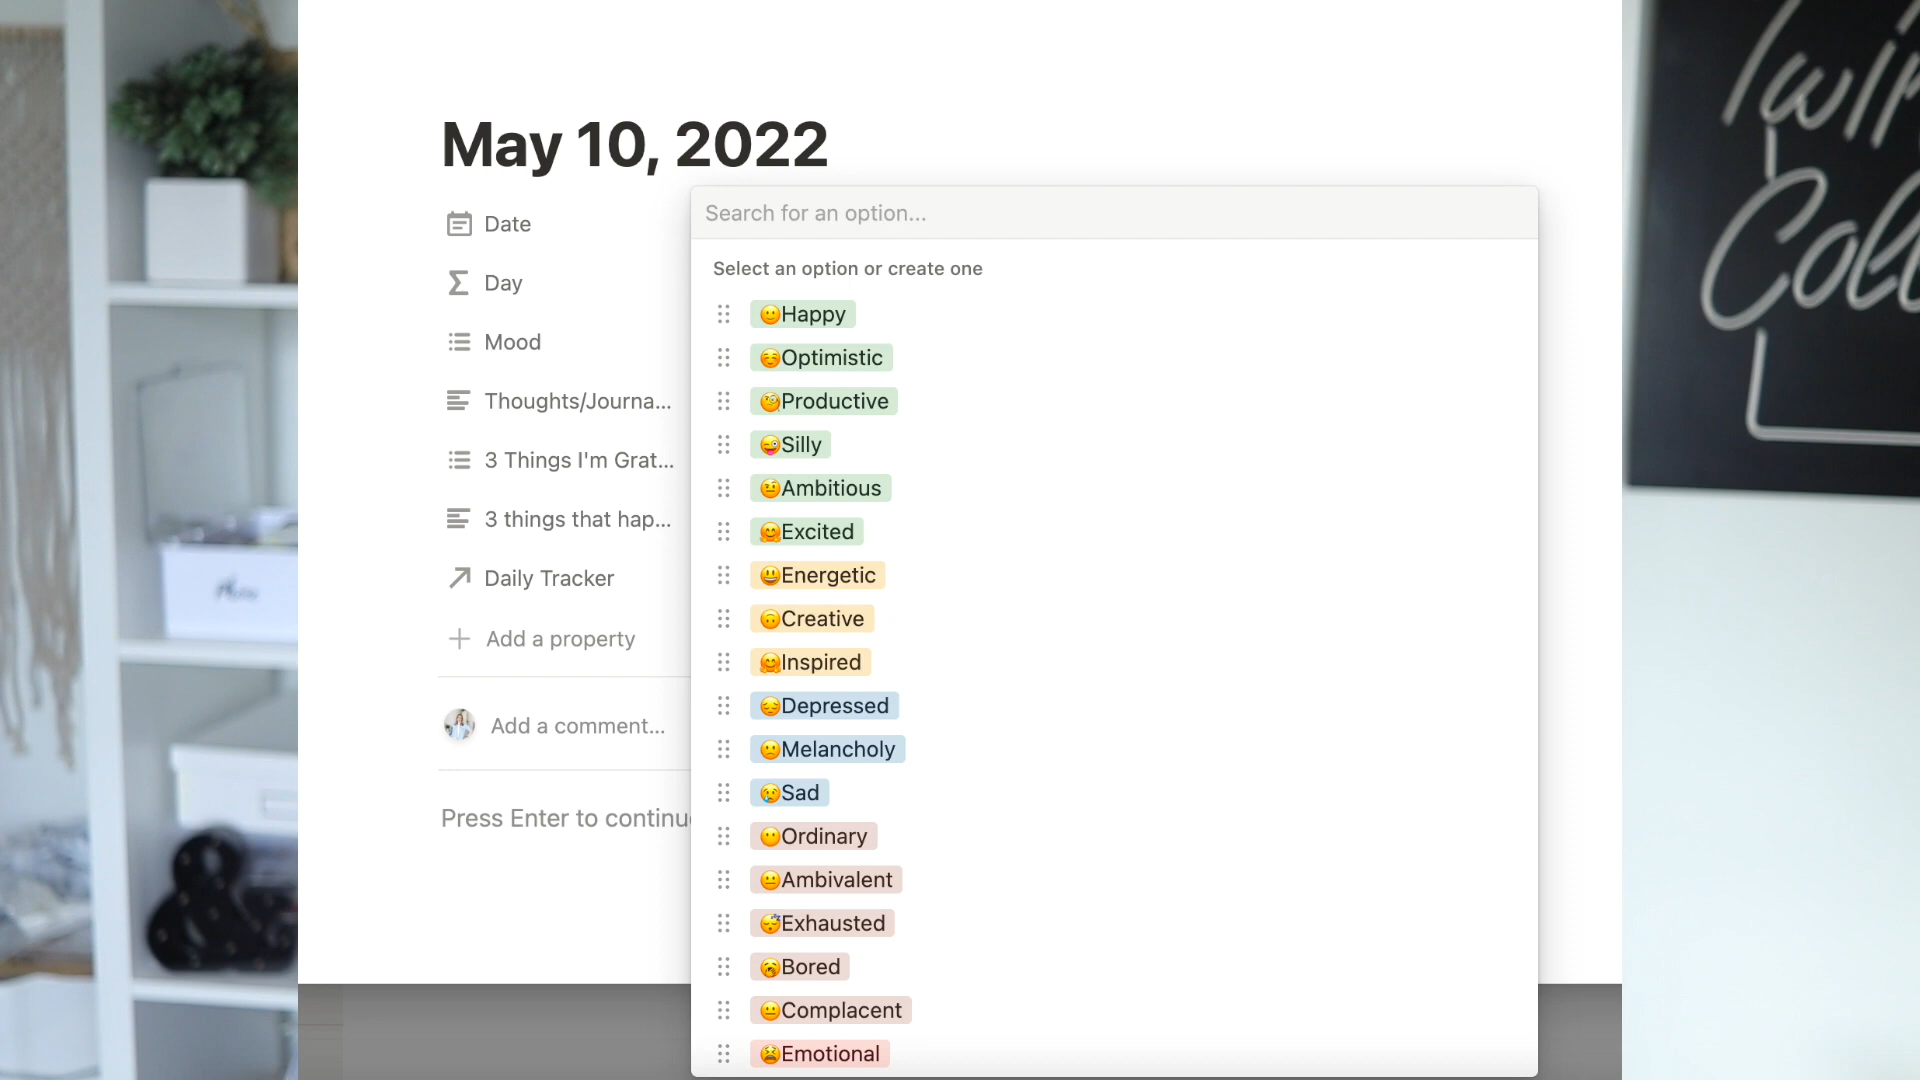 May 10, 2022
Date
Day
Mood
Thoughts/Journa...
3 Things I'm Grat...
3 things that hap...
Daily Tracker
Add a property
Add a comment...
Press Enter to continu
Search for an option...
Select an option or create one
🙂Happy
☺️Optimistic
🧐Productive
😜Silly
🤨Ambitious
🤗Excited
😃Energetic
🙃Creative
🤗Inspired
😔Depressed
🙁Melancholy
😢Sad
😶Ordinary
😐Ambivalent
😴Exhausted
🥱Bored
😐Complacent
😫Emotional